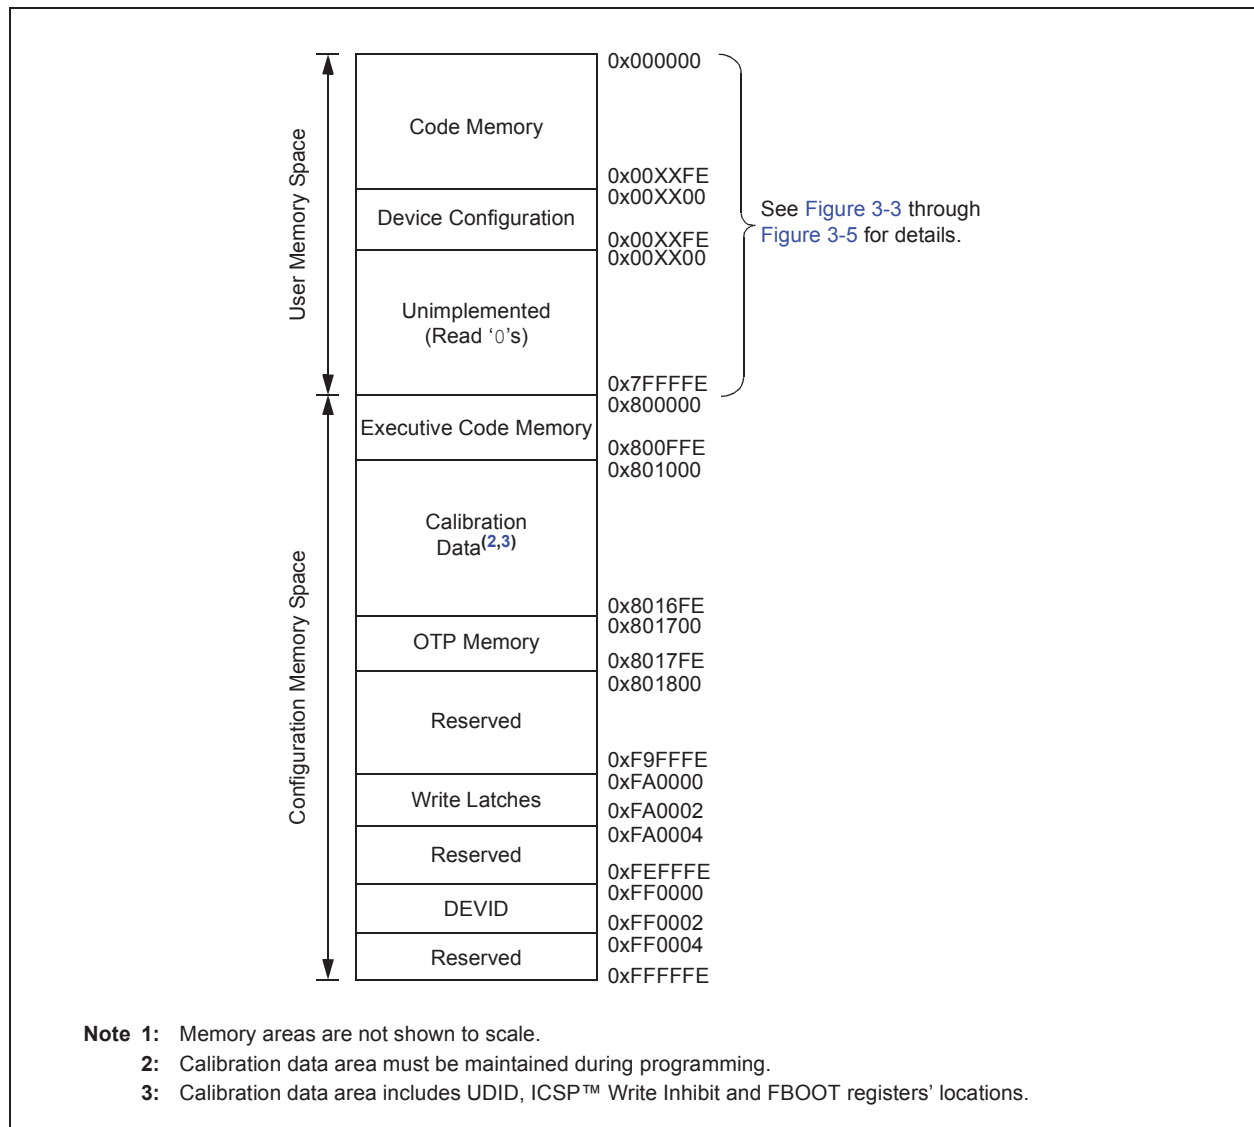 0x000000
Code Memory
0x00XXFE
0x00XX00
Device Configuration
0x00XXFE
0x00XX00
Unimplemented
(Read ‘0’s)
0x7FFFFE
User Memory Space
See Figure 3-3 through
Figure 3-5 for details.
0x800000
Executive Code Memory
0x800FFE
0x801000
Calibration
Data(2,3)
0x8016FE
0x801700
OTP Memory
0x8017FE
0x801800
Reserved
0xF9FFFE
0xFA0000
Write Latches
0xFA0002
0xFA0004
Reserved
0xFEFFFE
0xFF0000
DEVID
0xFF0002
0xFF0004
Reserved
0xFFFFFE
Configuration Memory Space
Note 1: Memory areas are not shown to scale.
2: Calibration data area must be maintained during programming.
3: Calibration data area includes UDID, ICSP™ Write Inhibit and FBOOT registers’ locations.